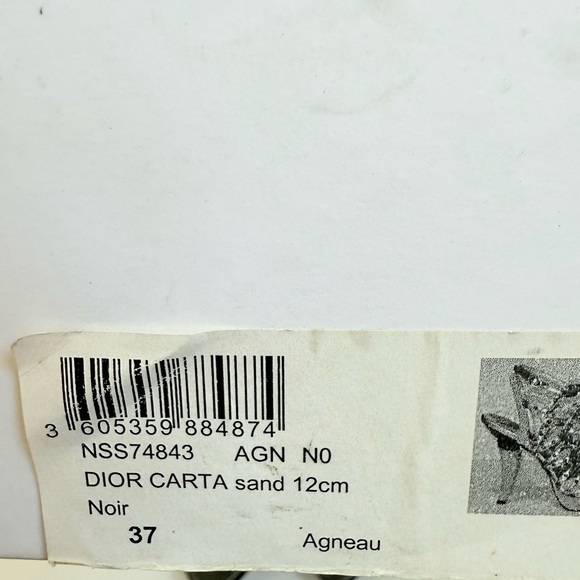 3 605359 884874
NSS74843 AGN N0
DIOR CARTA sand 12cm
Noir
37 Agneau